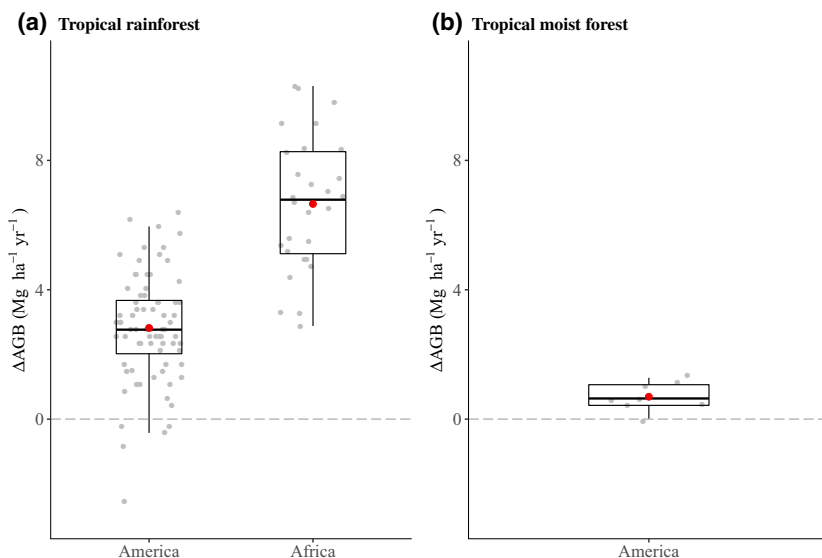 (a) Tropical rainforest
ΔAGB (Mg ha⁻¹ yr⁻¹)
8
4
0
America Africa
(b) Tropical moist forest
ΔAGB (Mg ha⁻¹ yr⁻¹)
8
4
0
America